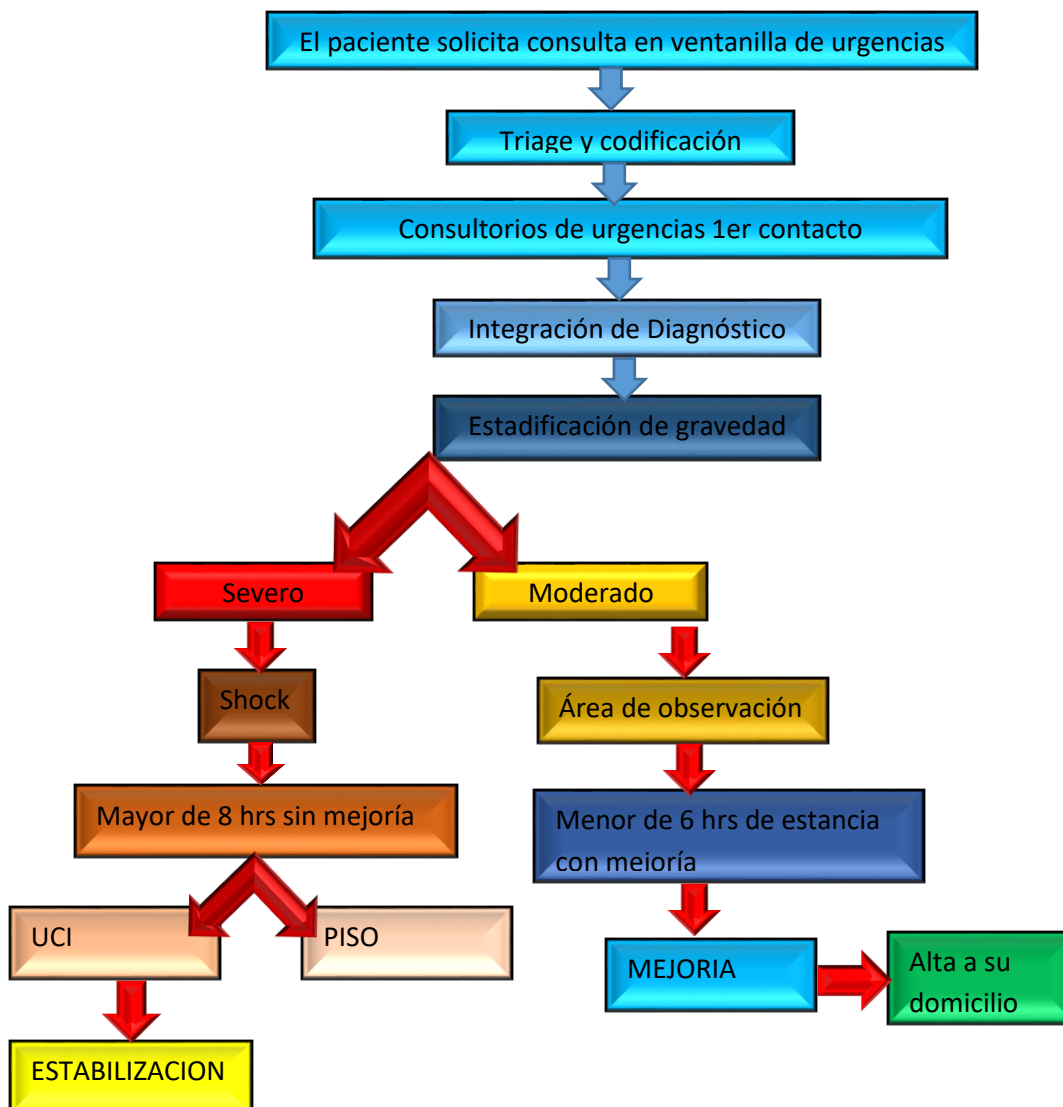 El paciente solicita consulta en ventanilla de urgencias
Triage y codificación
Consultorios de urgencias 1er contacto
Integración de Diagnóstico
Estadificación de gravedad
Severo
Moderado
Shock
Área de observación
Mayor de 8 hrs sin mejoría
Menor de 6 hrs de estancia
con mejoría
UCI
PISO
MEJORIA
Alta a su
domicilio
ESTABILIZACION